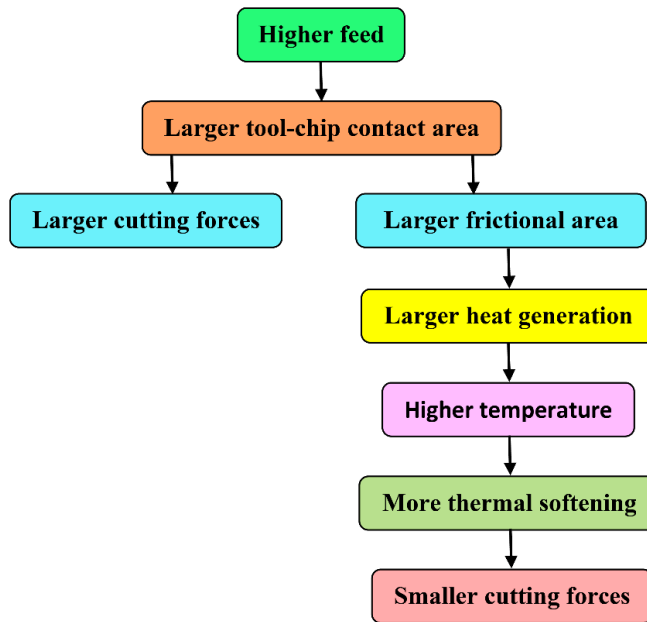 Higher feed
Larger tool-chip contact area
Larger cutting forces
Larger frictional area
Larger heat generation
Higher temperature
More thermal softening
Smaller cutting forces